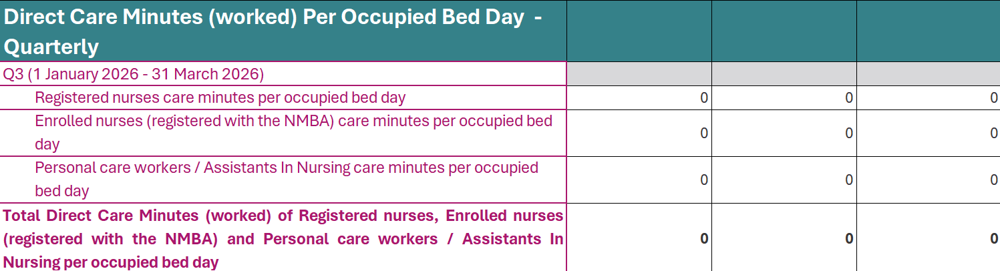 Direct Care Minutes (worked) Per Occupied Bed Day -
Quarterly
Q3 (1 January 2026 - 31 March 2026)
Registered nurses care minutes per occupied bed day 0 0 0
Enrolled nurses (registered with the NMBA) care minutes per occupied bed
day 0 0 0
Personal care workers / Assistants In Nursing care minutes per occupied
bed day 0 0 0
Total Direct Care Minutes (worked) of Registered nurses, Enrolled nurses
(registered with the NMBA) and Personal care workers / Assistants In 0 0 0
Nursing per occupied bed day